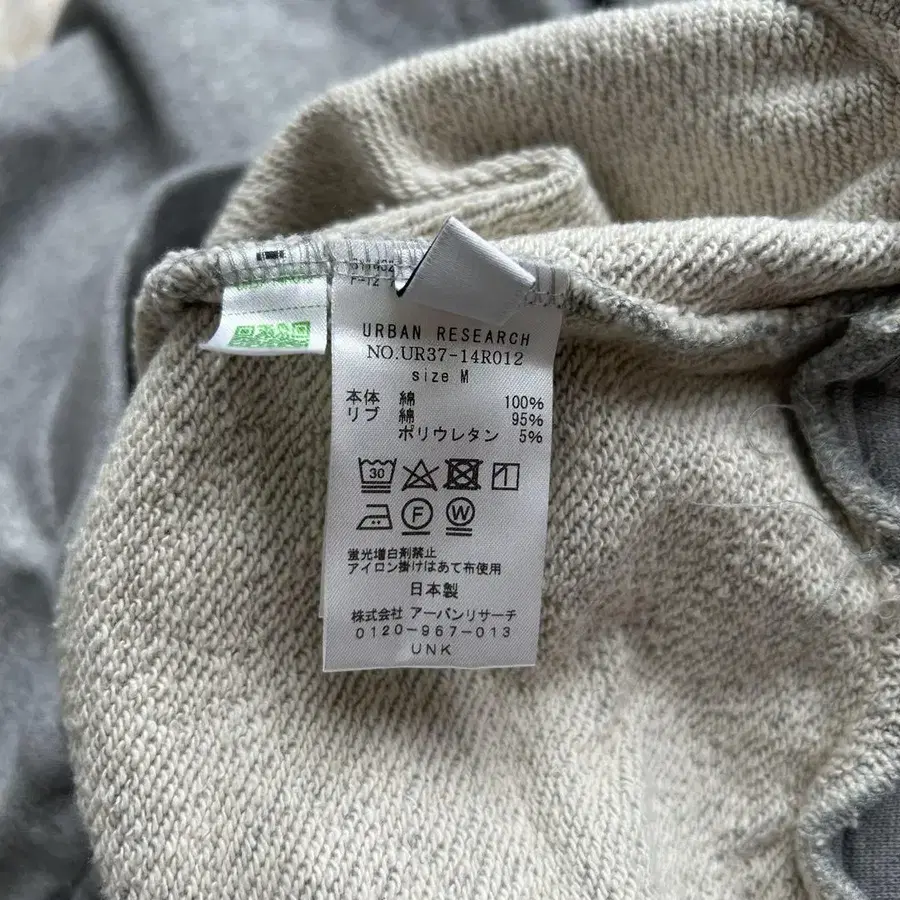 URBAN RESEARCH
NO.UR37-14R012
size M
本体 綿 100%
リブ 綿 95%
ポリウレタン 5%
30
F W
蛍光増白剤禁止
アイロン掛けはあて布使用
日本製
株式会社 アーバンリサーチ
0120-967-013
UNK